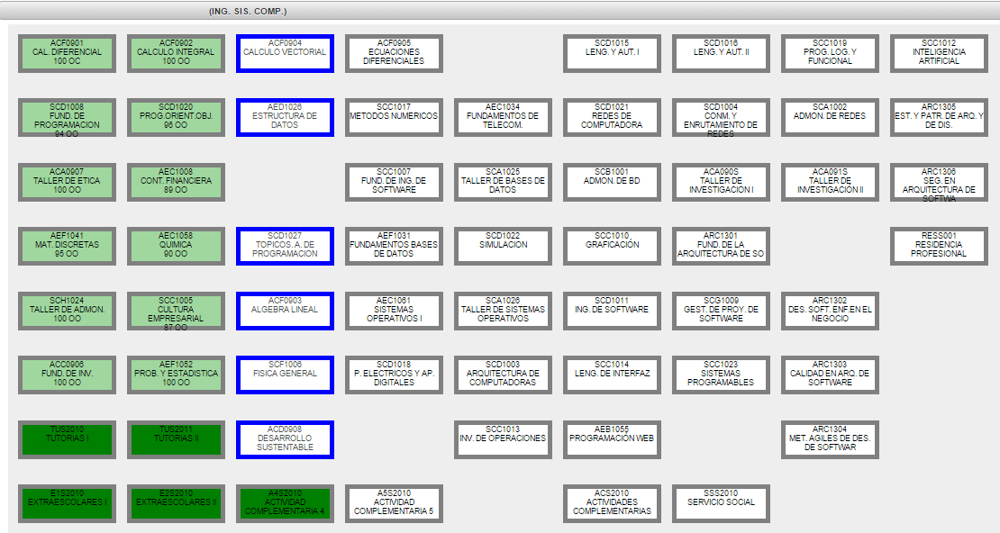 (ING. SIS. COMP.)
ACF0901
CAL. DIFERENCIAL
100 OC
ACF0902
CALCULO INTEGRAL
100 OO
ACF0904
CALCULO VECTORIAL
ACF0905
ECUACIONES
DIFERENCIALES
SCD1015
LENG. Y AUT. I
SCD1016
LENG. Y AUT. II
SCC1019
PROG. LOG. Y
FUNCIONAL
SCC1012
INTELIGENCIA
ARTIFICIAL
SCD1008
FUND. DE
PROGRAMACION
94 OO
SCD1020
PROG.ORIENT.OBJ.
96 OO
AED1026
ESTRUCTURA DE
DATOS
SCC1017
METODOS NUMERICOS
AEC1034
FUNDAMENTOS DE
TELECOM.
SCD1021
REDES DE
COMPUTADORA
SCD1004
CONM. Y
ENRUTAMIENTO DE
REDES
SCA1002
ADMON. DE REDES
ARC1305
EST. Y PATR. DE ARQ. Y
DE DIS.
ACA0907
TALLER DE ETICA
100 OO
AEC1008
CONT. FINANCIERA
89 OO
SCC1007
FUND. DE ING. DE
SOFTWARE
SCA1025
TALLER DE BASES DE
DATOS
SCB1001
ADMON. DE BD
ACA090S
TALLER DE
INVESTIGACION I
ACA091S
TALLER DE
INVESTIGACIÓN II
ARC1306
SEG. EN
ARQUITECTURA DE
SOFTWA
AEF1041
MAT. DISCRETAS
95 OO
AEC1058
QUIMICA
90 OO
SCD1027
TOPICOS. A. DE
PROGRAMACION
AEF1031
FUNDAMENTOS BASES
DE DATOS
SCD1022
SIMULACION
SCC1010
GRAFICACIÓN
ARC1301
FUND. DE LA
ARQUITECTURA DE SO
RESS001
RESIDENCIA
PROFESIONAL
SCH1024
TALLER DE ADMON.
100 OO
SCC1005
CULTURA
EMPRESARIAL
87 OO
ACF0903
ALGEBRA LINEAL
AEC1061
SISTEMAS
OPERATIVOS I
SCA1026
TALLER DE SISTEMAS
OPERATIVOS
SCD1011
ING. DE SOFTWARE
SCG1009
GEST. DE PROY. DE
SOFTWARE
ARC1302
DES. SOFT. ENF.EN EL
NEGOCIO
ACC0906
FUND. DE INV.
100 OO
AEF1052
PROB. Y ESTADISTICA
100 OO
SCF1006
FISICA GENERAL
SCD1018
P. ELECTRICOS Y AP.
DIGITALES
SCD1003
ARQUITECTURA DE
COMPUTADORAS
SCC1014
LENG. DE INTERFAZ
SCC1023
SISTEMAS
PROGRAMABLES
ARC1303
CALIDAD EN ARQ. DE
SOFTWARE
TUS2010
TUTORIAS I
TUS2011
TUTORIAS II
ACD0908
DESARROLLO
SUSTENTABLE
SCC1013
INV. DE OPERACIONES
AEB1055
PROGRAMACION WEB
ARC1304
MET. AGILES DE DES.
DE SOFTWAR
E1S2010
EXTRAESCOLARES I
E2S2010
EXTRAESCOLARES II
A4S2010
ACTIVIDAD
COMPLEMENTARIA 4
A5S2010
ACTIVIDAD
COMPLEMENTARIA 5
ACS2010
ACTIVIDADES
COMPLEMENTARIAS
SSS2010
SERVICIO SOCIAL